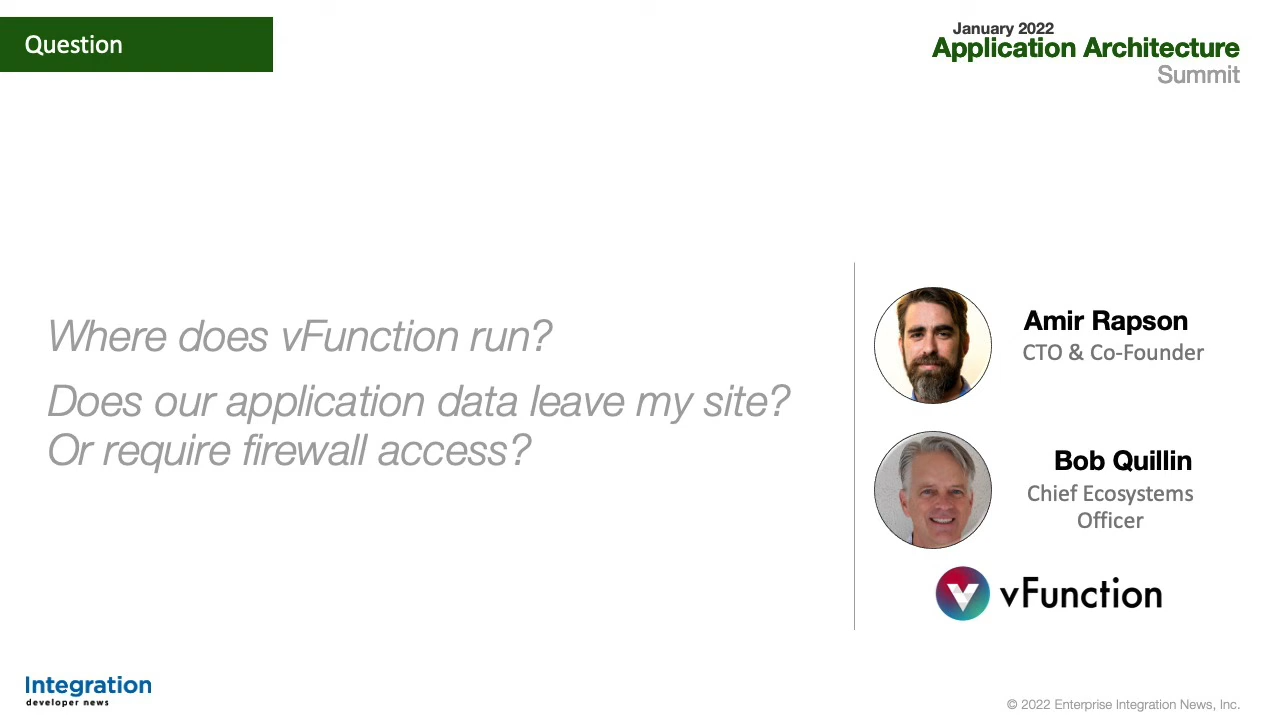 Question
January 2022
Application Architecture
Summit
Where does vFunction run?
Does our application data leave my site?
Or require firewall access?
Amir Rapson
CTO & Co-Founder
Bob Quillin
Chief Ecosystems
Officer
vFunction
Integration
developer news
© 2022 Enterprise Integration News, Inc.